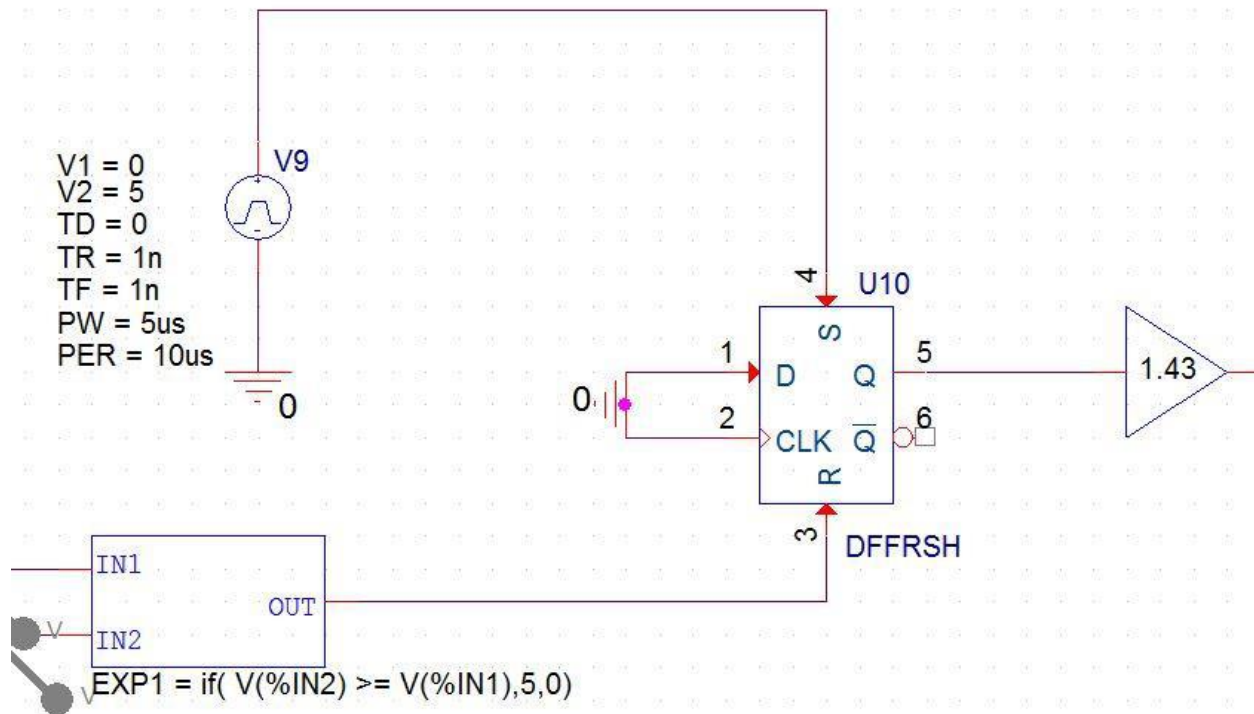 V1 = 0
V2 = 5
TD = 0
TR = 1n
TF = 1n
PW = 5us
PER = 10us
V9
0
4
U10
S
1
D
Q
5
1.43
0
2
CLK
Q
6
R
3
DFFRSH
IN1
OUT
IN2
V
V
EXP1 = if( V(%IN2) >= V(%IN1),5,0)